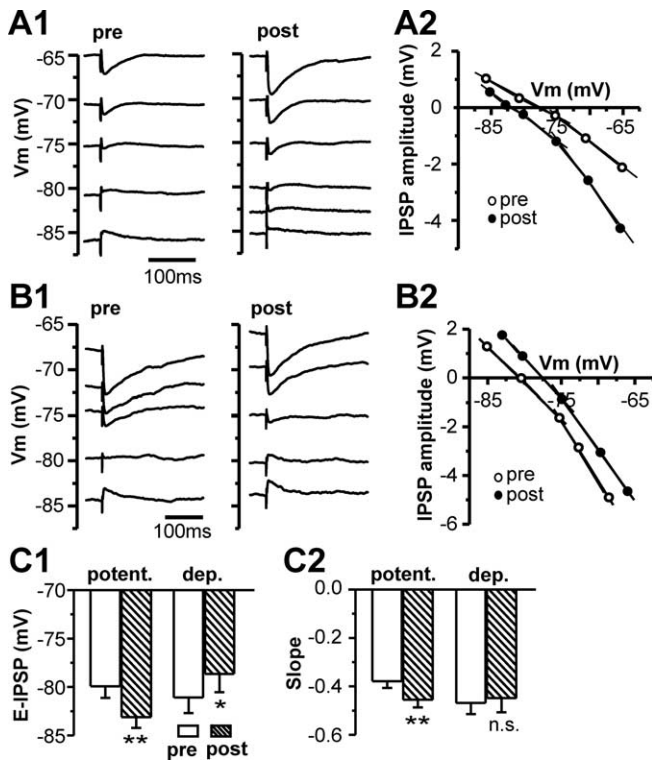 A1
pre
post
-65
-70
-75
-80
-85
Vm (mV)
100ms
A2
2
0
-2
-4
IPSP amplitude (mV)
Vm (mV)
-85
-75
-65
pre
post
B1
pre
post
-65
-70
-75
-80
-85
Vm (mV)
100ms
B2
2
0
-2
-4
-6
IPSP amplitude (mV)
Vm (mV)
-85
-75
-65
pre
post
C1
potent.
dep.
-70
-75
-80
-85
E-IPSP
(mV)
**
*
pre
post
C2
potent.
dep.
0.0
-0.2
-0.4
-0.6
Slope
**
n.s.